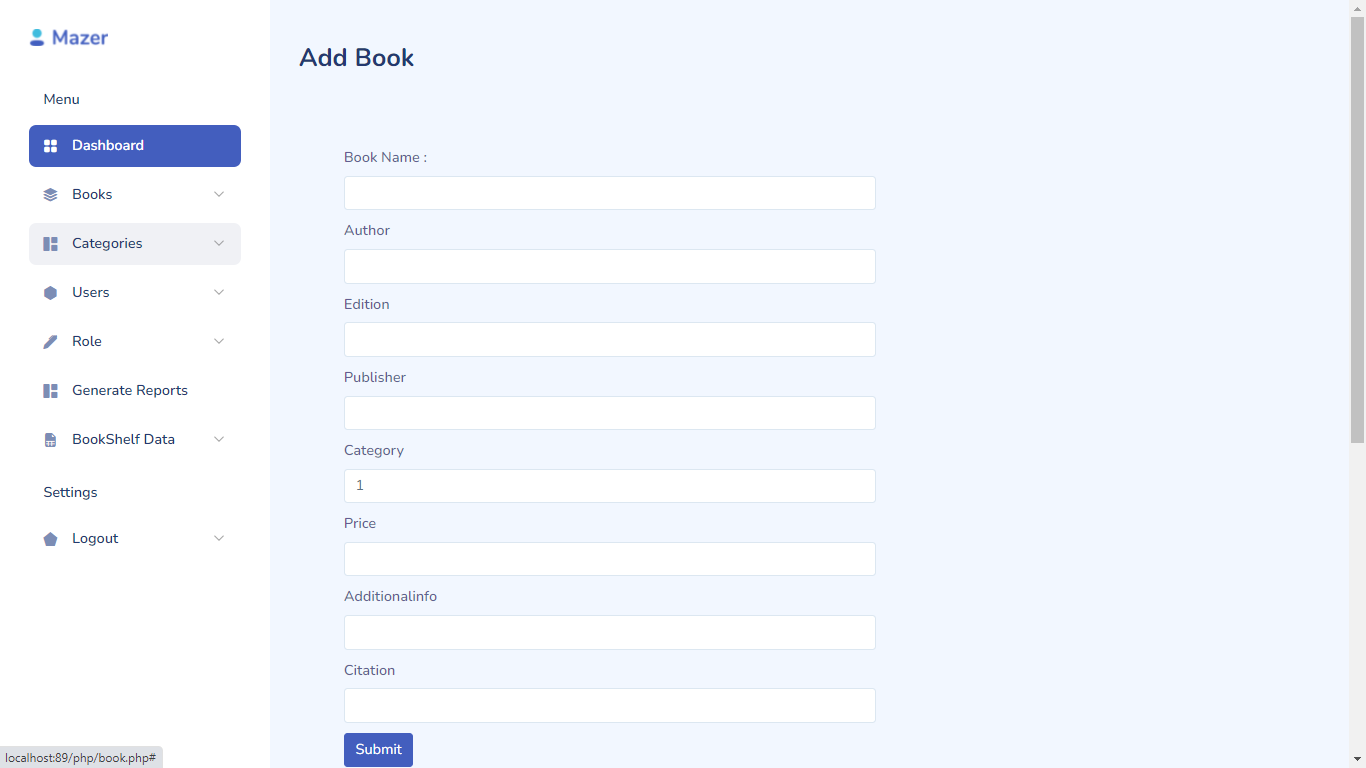 Mazer
Menu
Dashboard
Books
Categories
Users
Role
Generate Reports
BookShelf Data
Settings
Logout
Add Book
Book Name :
Author
Edition
Publisher
Category
1
Price
Additionalinfo
Citation
Submit
localhost:89/php/book.php#